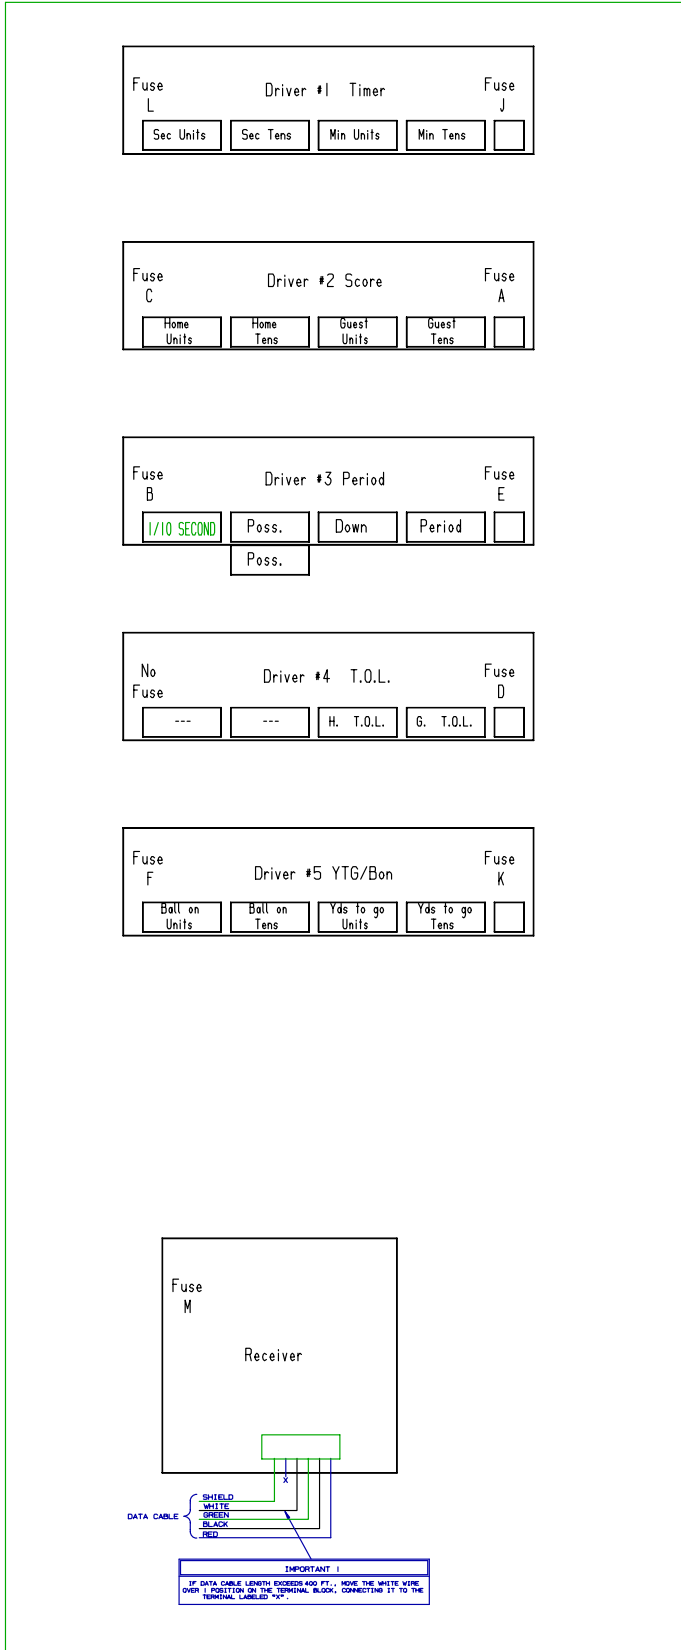 Fuse
L
Driver #1 Timer
Fuse
J
Sec Units
Sec Tens
Min Units
Min Tens
Fuse
C
Driver #2 Score
Fuse
A
Home
Units
Home
Tens
Guest
Units
Guest
Tens
Fuse
B
Driver #3 Period
Fuse
E
1/10 SECOND
Poss.
Down
Period
Poss.
No
Fuse
Driver #4 T.O.L.
Fuse
D
---
---
H. T.O.L.
G. T.O.L.
Fuse
F
Driver #5 YTG/Bon
Fuse
K
Ball on
Units
Ball on
Tens
Yds to go
Units
Yds to go
Tens
Fuse
M
Receiver
X
DATA CABLE
SHIELD
WHITE
GREEN
BLACK
RED
IMPORTANT !
IF DATA CABLE LENGTH EXCEEDS 400 FT., MOVE THE WHITE WIRE
OVER 1 POSITION ON THE TERMINAL BLOCK, CONNECTING IT TO THE
TERMINAL LABELED "X".